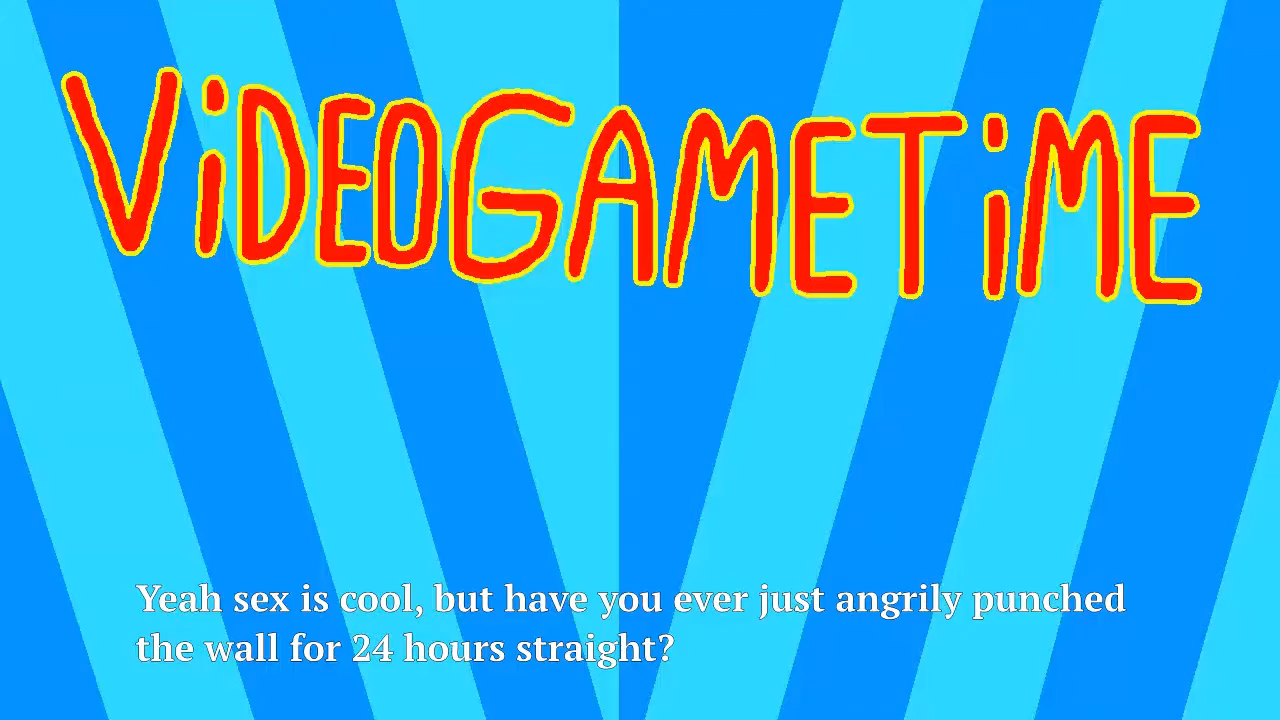 ViDEOGAMETiME
Yeah sex is cool, but have you ever just angrily punched
the wall for 24 hours straight?